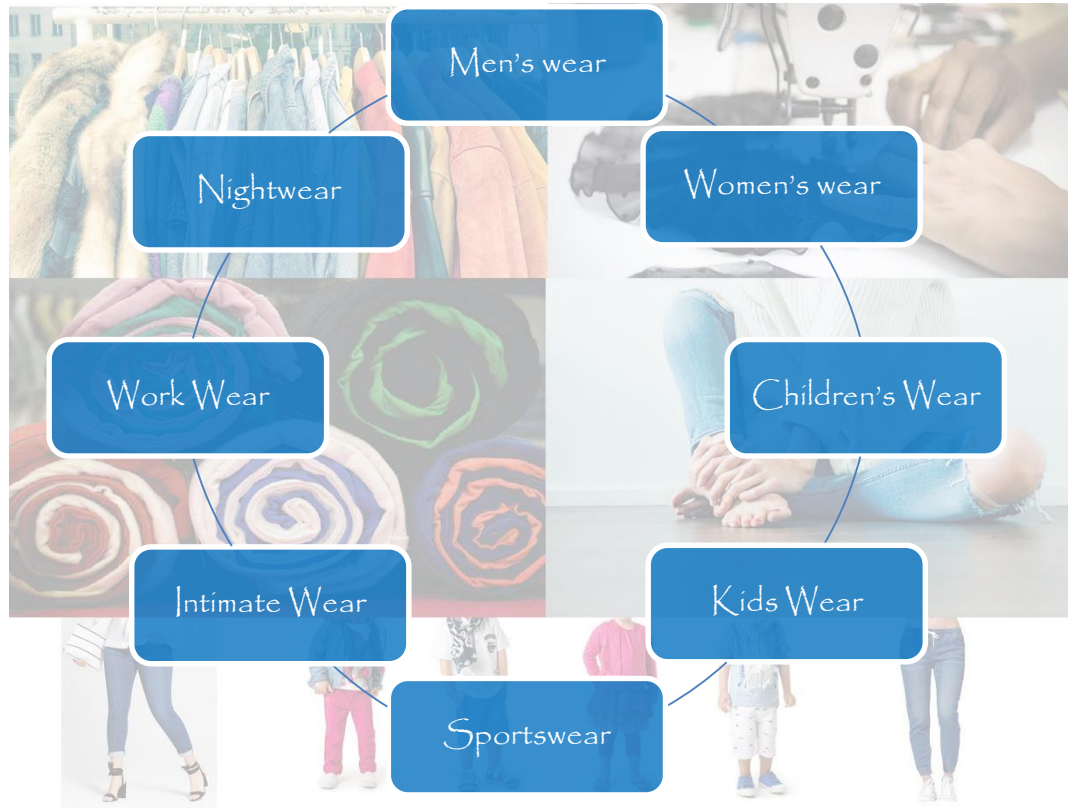 Men's wear
Women's wear
Children's Wear
Kids Wear
Sportswear
Intimate Wear
Work Wear
Nightwear